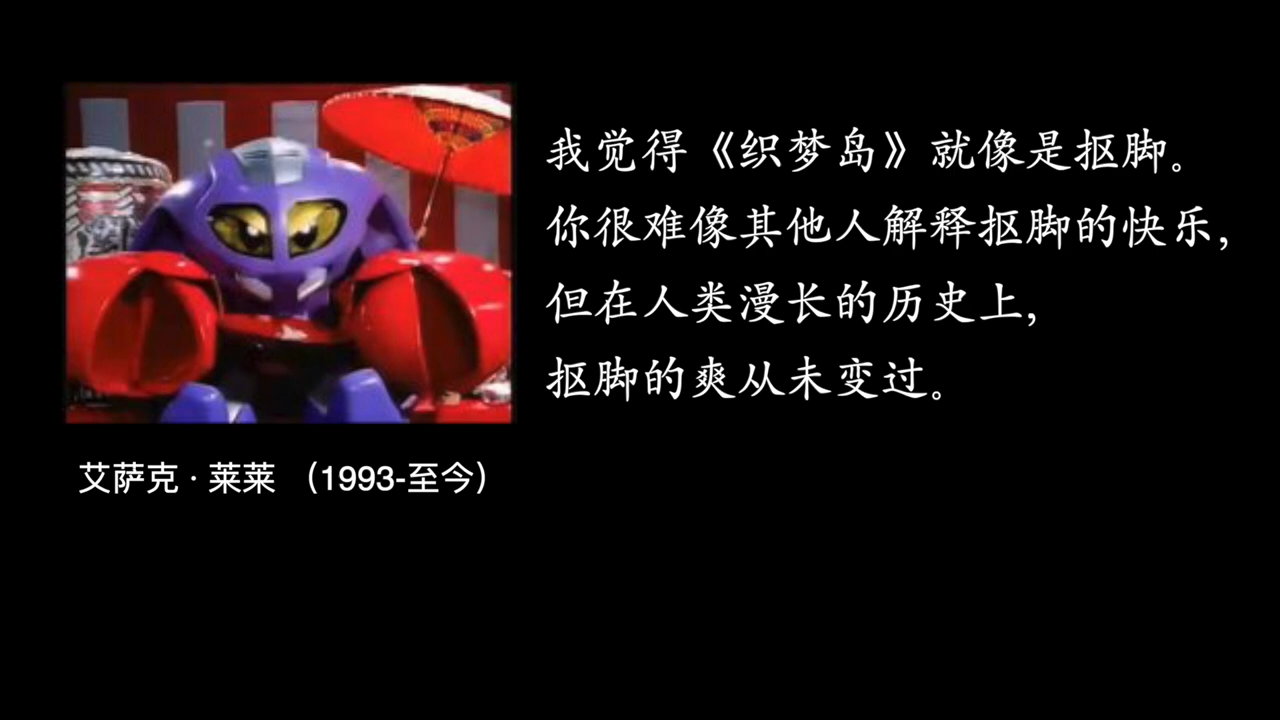 我觉得《织梦岛》就像是抠脚。
你很难像其他人解释抠脚的快乐，
但在人类漫长的历史上，
抠脚的爽从未变过。
艾萨克·莱莱 （1993-至今）